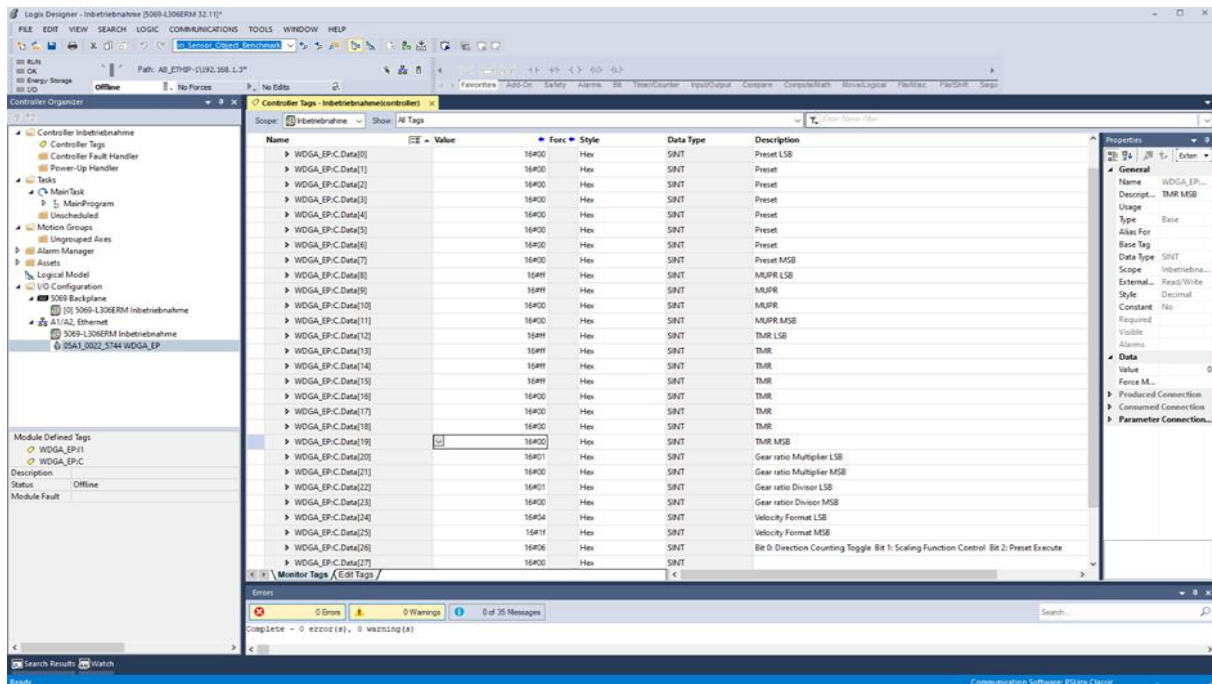 Logix Designer - Inbetriebnahme [5069-L306ERM 32.11]*
FILE EDIT VIEW SEARCH LOGIC COMMUNICATIONS TOOLS WINDOW HELP
RUN
OK
Energy Storage
I/O
Offline
No Forces
Path: AB_ETHIP-1\192.168.1.3*
No Edits
Favorites Add-On Safety Alarms Bit Timer/Counter Input/Output Compare Compute/Math Move/Logical File/Misc. File/Shift Sequ
Controller Organizer
Controller Inbetriebnahme
Controller Tags
Controller Fault Handler
Power-Up Handler
Tasks
MainTask
MainProgram
Unscheduled
Motion Groups
Ungrouped Axes
Alarm Manager
Assets
Logical Model
I/O Configuration
5069 Backplane
[0] 5069-L306ERM Inbetriebnahme
A1/A2, Ethernet
5069-L306ERM Inbetriebnahme
05A1_0022_5744 WDGA_EP
Module Defined Tags
WDGA_EP:I1
WDGA_EP:C
Description
Status Offline
Module Fault
Controller Tags - Inbetriebnahme(controller)
Scope: Inbetriebnahme Show: All Tags Enter Name Filter...
Name Value Forc Style Data Type Description
WDGA_EP:C.Data[0] 16#00 Hex SINT Preset LSB
WDGA_EP:C.Data[1] 16#00 Hex SINT Preset
WDGA_EP:C.Data[2] 16#00 Hex SINT Preset
WDGA_EP:C.Data[3] 16#00 Hex SINT Preset
WDGA_EP:C.Data[4] 16#00 Hex SINT Preset
WDGA_EP:C.Data[5] 16#00 Hex SINT Preset
WDGA_EP:C.Data[6] 16#00 Hex SINT Preset
WDGA_EP:C.Data[7] 16#00 Hex SINT Preset MSB
WDGA_EP:C.Data[8] 16#ff Hex SINT MUPR LSB
WDGA_EP:C.Data[9] 16#ff Hex SINT MUPR
WDGA_EP:C.Data[10] 16#00 Hex SINT MUPR
WDGA_EP:C.Data[11] 16#00 Hex SINT MUPR MSB
WDGA_EP:C.Data[12] 16#ff Hex SINT TMR LSB
WDGA_EP:C.Data[13] 16#ff Hex SINT TMR
WDGA_EP:C.Data[14] 16#ff Hex SINT TMR
WDGA_EP:C.Data[15] 16#ff Hex SINT TMR
WDGA_EP:C.Data[16] 16#00 Hex SINT TMR
WDGA_EP:C.Data[17] 16#00 Hex SINT TMR
WDGA_EP:C.Data[18] 16#00 Hex SINT TMR
WDGA_EP:C.Data[19] 16#00 Hex SINT TMR MSB
WDGA_EP:C.Data[20] 16#01 Hex SINT Gear ratio Multiplier LSB
WDGA_EP:C.Data[21] 16#00 Hex SINT Gear ratio Multiplier MSB
WDGA_EP:C.Data[22] 16#01 Hex SINT Gear ratio Divisor LSB
WDGA_EP:C.Data[23] 16#00 Hex SINT Gear ratior Divisor MSB
WDGA_EP:C.Data[24] 16#04 Hex SINT Velocity Format LSB
WDGA_EP:C.Data[25] 16#1f Hex SINT Velocity Format MSB
WDGA_EP:C.Data[26] 16#06 Hex SINT Bit 0: Direction Counting Toggle Bit 1: Scaling Function Control Bit 2: Preset Execute
WDGA_EP:C.Data[27] 16#00 Hex SINT
Monitor Tags Edit Tags
Properties
Exten
General
Name WDGA_EP:...
Descript... TMR MSB
Usage
Type Base
Alias For
Base Tag
Data Type SINT
Scope Inbetriebna...
External... Read/Write
Style Decimal
Constant No
Required
Visible
Alarms
Data
Value 0
Force M...
Produced Connection
Consumed Connection
Parameter Connection...
Errors
0 Errors 0 Warnings 0 of 35 Messages Search...
Complete - 0 error(s), 0 warning(s)
Search Results Watch
Ready Communication Software: RSLinx Classic